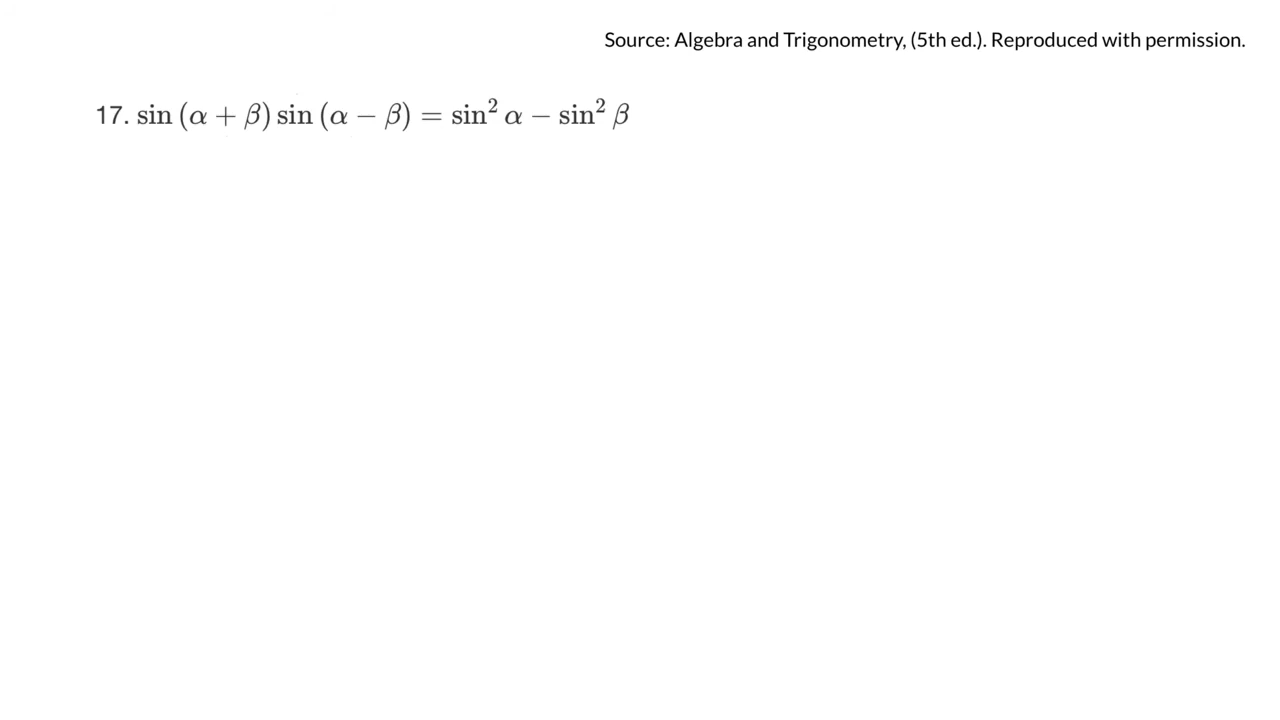 Source: Algebra and Trigonometry, (5th ed.). Reproduced with permission.
17. sin (α + β) sin (α − β) = sin² α − sin² β